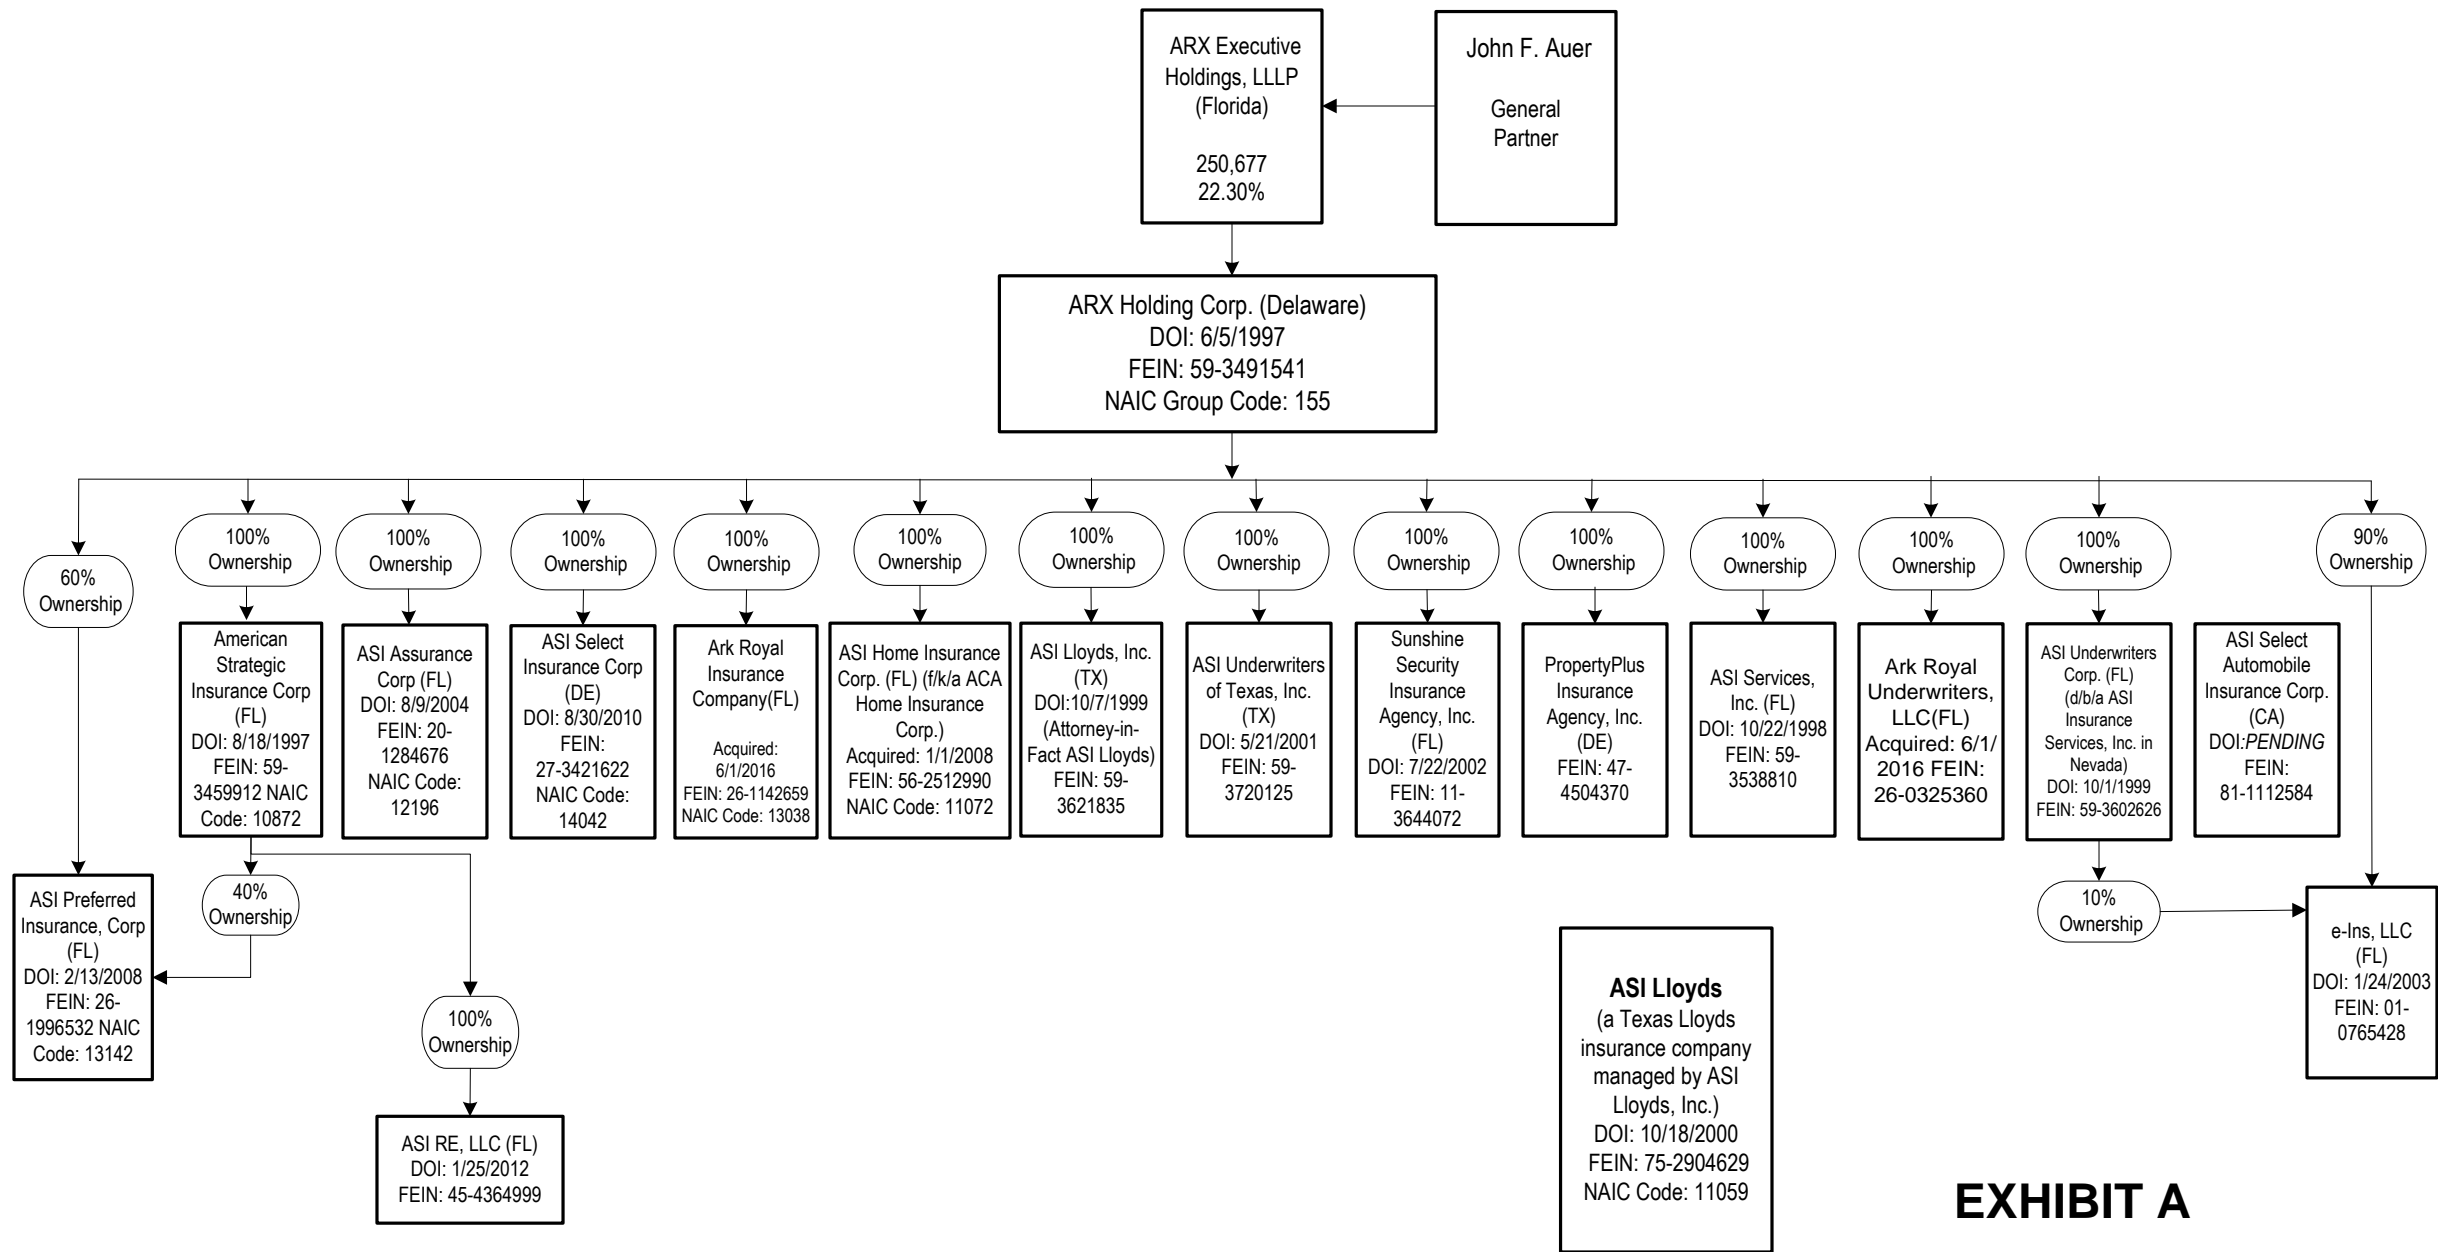 ARX Executive
Holdings, LLLP
(Florida)
250,677
22.30%
John F. Auer
General
Partner
ARX Holding Corp. (Delaware)
DOI: 6/5/1997
FEIN: 59-3491541
NAIC Group Code: 155
60%
Ownership
100%
Ownership
100%
Ownership
100%
Ownership
100%
Ownership
100%
Ownership
100%
Ownership
100%
Ownership
100%
Ownership
100%
Ownership
100%
Ownership
100%
Ownership
100%
Ownership
90%
Ownership
American
Strategic
Insurance Corp
(FL)
DOI: 8/18/1997
FEIN: 59-
3459912 NAIC
Code: 10872
ASI Assurance
Corp (FL)
DOI: 8/9/2004
FEIN: 20-
1284676
NAIC Code:
12196
ASI Select
Insurance Corp
(DE)
DOI: 8/30/2010
FEIN:
27-3421622
NAIC Code:
14042
Ark Royal
Insurance
Company(FL)
Acquired:
6/1/2016
FEIN: 26-1142659
NAIC Code: 13038
ASI Home Insurance
Corp. (FL) (f/k/a ACA
Home Insurance
Corp.)
Acquired: 1/1/2008
FEIN: 56-2512990
NAIC Code: 11072
ASI Lloyds, Inc.
(TX)
DOI:10/7/1999
(Attorney-in-
Fact ASI Lloyds)
FEIN: 59-
3621835
ASI Underwriters
of Texas, Inc.
(TX)
DOI: 5/21/2001
FEIN: 59-
3720125
Sunshine
Security
Insurance
Agency, Inc.
(FL)
DOI: 7/22/2002
FEIN: 11-
3644072
PropertyPlus
Insurance
Agency, Inc.
(DE)
FEIN: 47-
4504370
ASI Services,
Inc. (FL)
DOI: 10/22/1998
FEIN: 59-
3538810
Ark Royal
Underwriters,
LLC(FL)
Acquired: 6/1/
2016 FEIN:
26-0325360
ASI Underwriters
Corp. (FL)
(d/b/a ASI
Insurance
Services, Inc. in
Nevada)
DOI: 10/1/1999
FEIN: 59-3602626
ASI Select
Automobile
Insurance Corp.
(CA)
DOI:PENDING
FEIN:
81-1112584
ASI Preferred
Insurance, Corp
(FL)
DOI: 2/13/2008
FEIN: 26-
1996532 NAIC
Code: 13142
40%
Ownership
100%
Ownership
ASI RE, LLC (FL)
DOI: 1/25/2012
FEIN: 45-4364999
ASI Lloyds
(a Texas Lloyds
insurance company
managed by ASI
Lloyds, Inc.)
DOI: 10/18/2000
FEIN: 75-2904629
NAIC Code: 11059
10%
Ownership
e-Ins, LLC
(FL)
DOI: 1/24/2003
FEIN: 01-
0765428
EXHIBIT A